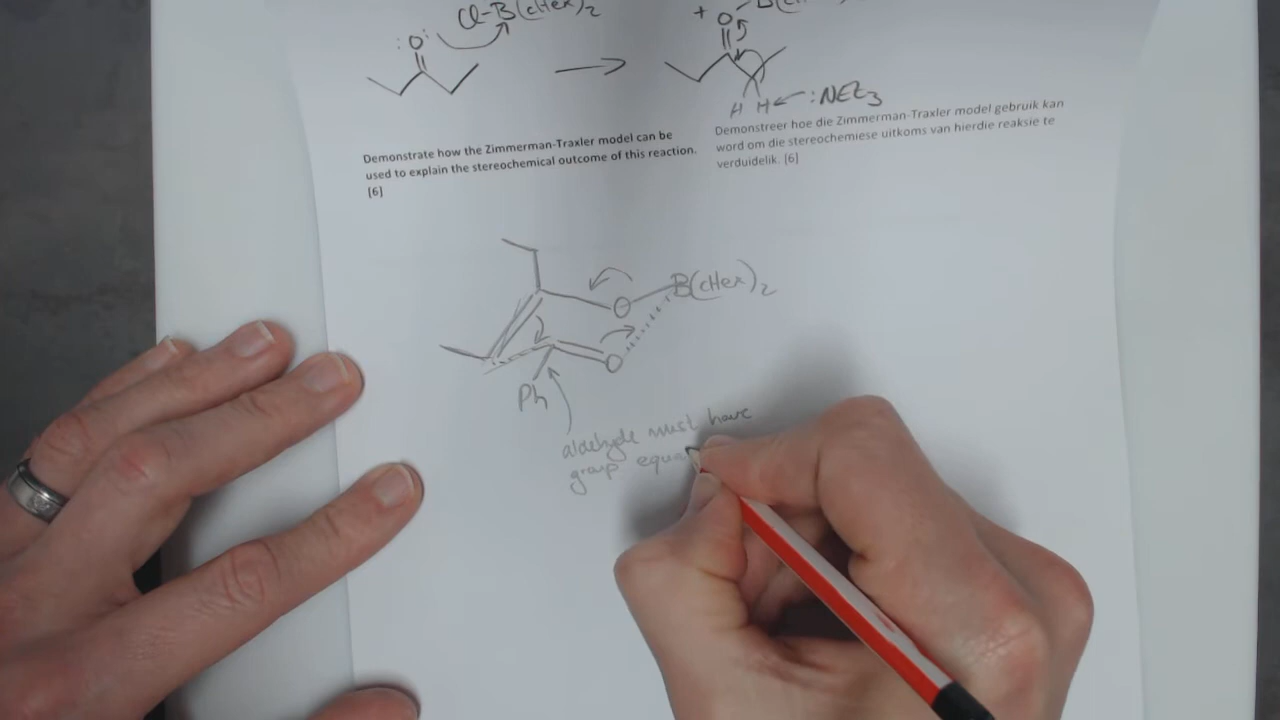 Cl-B(cHex)2
:O:
+
O
H H :NEt3
Demonstrate how the Zimmerman-Traxler model can be
used to explain the stereochemical outcome of this reaction.
[6]
Demonstreer hoe die Zimmerman-Traxler model gebruik kan
word om die stereochemiese uitkoms van hierdie reaksie te
verduidelik. [6]
B(cHex)2
O
O
Ph
aldehyde must have
group